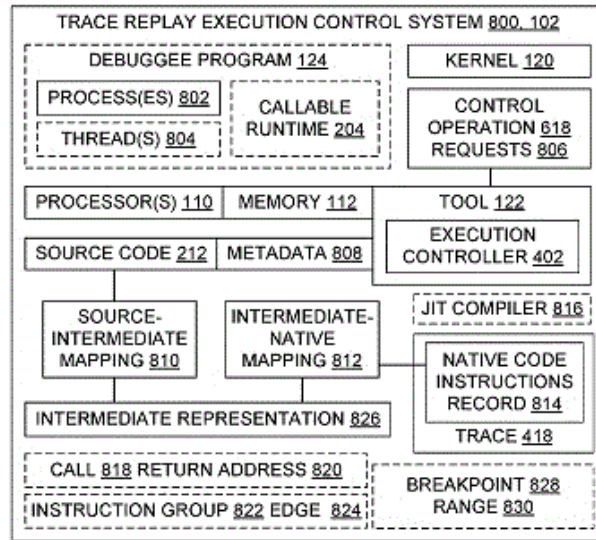 TRACE REPLAY EXECUTION CONTROL SYSTEM 800, 102
DEBUGGEE PROGRAM 124
PROCESS(ES) 802
THREAD(S) 804
CALLABLE
RUNTIME 204
KERNEL 120
CONTROL
OPERATION 618
REQUESTS 806
PROCESSOR(S) 110
MEMORY 112
TOOL 122
EXECUTION
CONTROLLER 402
SOURCE CODE 212
METADATA 808
SOURCE-
INTERMEDIATE
MAPPING 810
INTERMEDIATE-
NATIVE
MAPPING 812
JIT COMPILER 816
NATIVE CODE
INSTRUCTIONS
RECORD 814
TRACE 418
INTERMEDIATE REPRESENTATION 826
CALL 818 RETURN ADDRESS 820
INSTRUCTION GROUP 822 EDGE 824
BREAKPOINT 828
RANGE 830